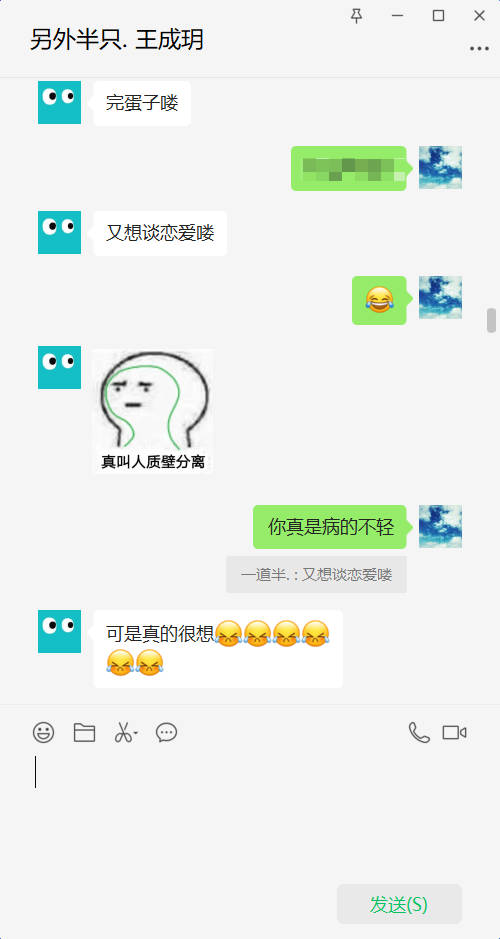 另外半只. 王成玥
完蛋子喽
又想谈恋爱喽
真叫人质壁分离
你真是病的不轻
一道半. : 又想谈恋爱喽
可是真的很想😹😹😹😹
😹😹
发送(S)